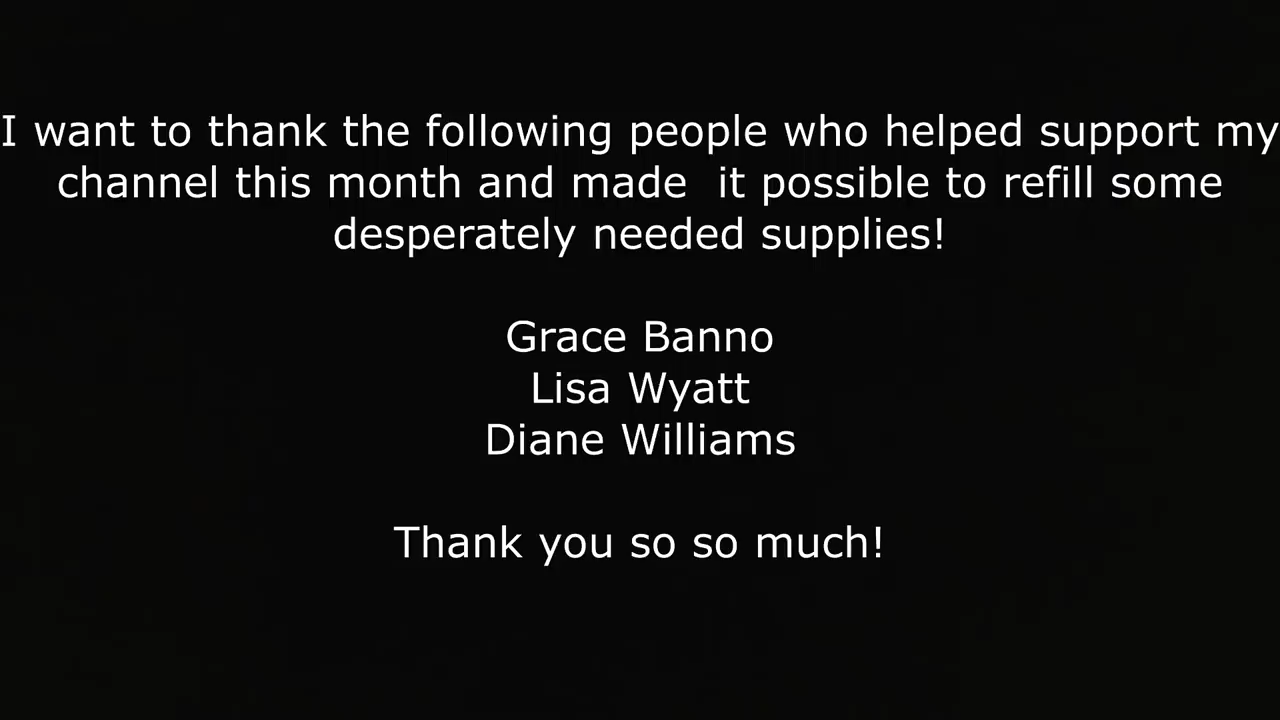 I want to thank the following people who helped support my
channel this month and made  it possible to refill some
desperately needed supplies!
Grace Banno
Lisa Wyatt
Diane Williams
Thank you so so much!